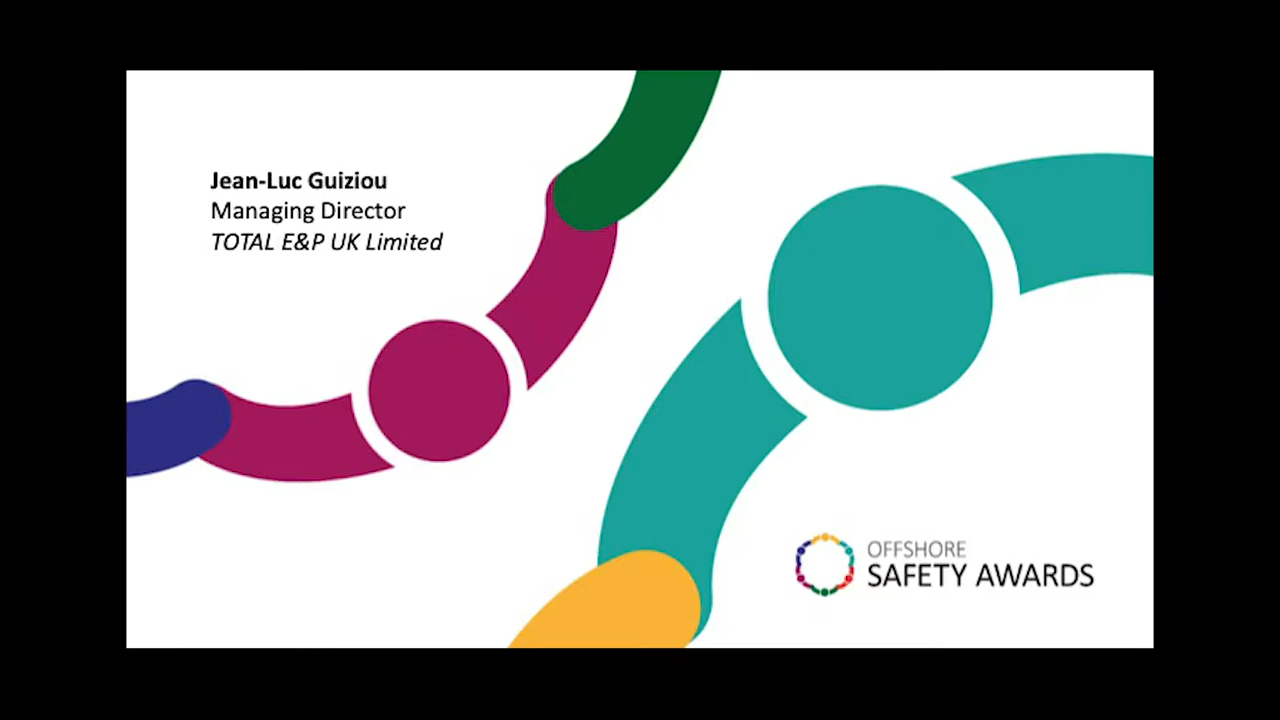 Jean-Luc Guiziou
Managing Director
TOTAL E&P UK Limited
OFFSHORE
SAFETY AWARDS